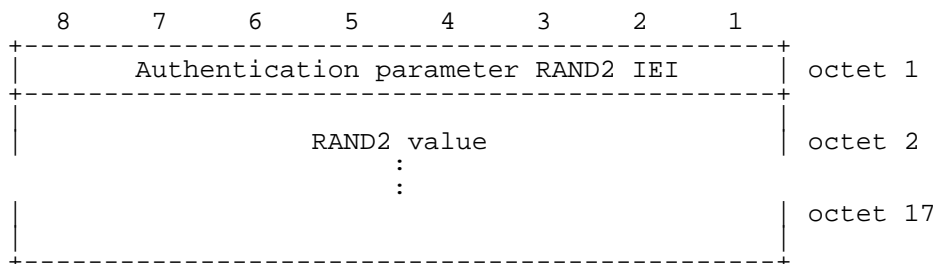 8 7 6 5 4 3 2 1
Authentication parameter RAND2 IEI octet 1
RAND2 value octet 2
:
:
octet 17